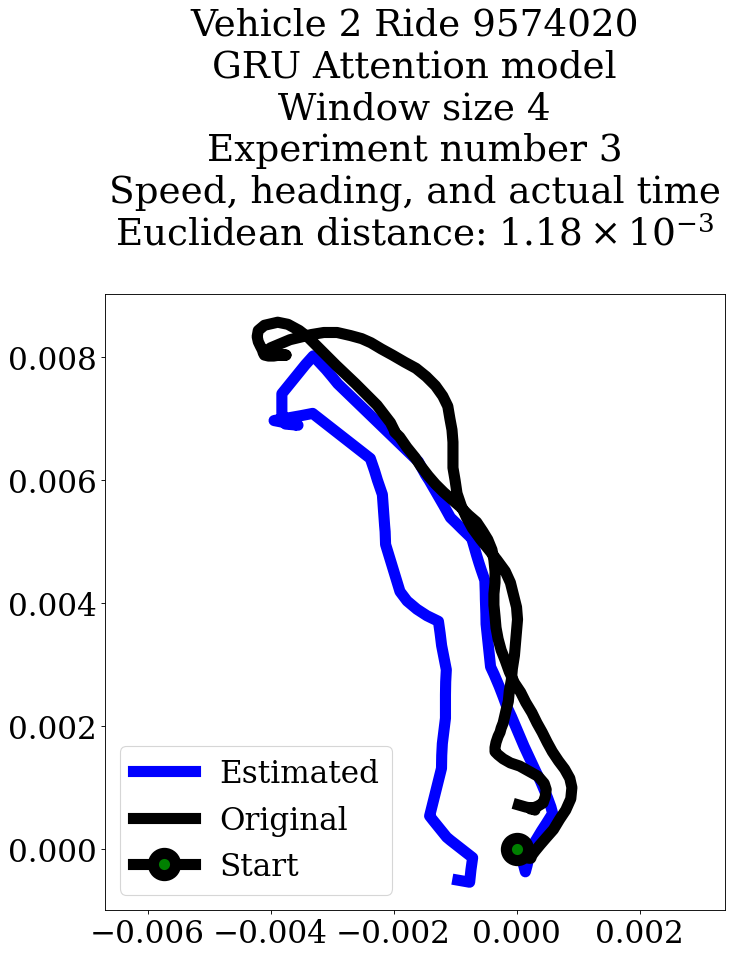 Vehicle 2 Ride 9574020
GRU Attention model
Window size 4
Experiment number 3
Speed, heading, and actual time
Euclidean distance: 1.18 × 10⁻³
0.008
0.006
0.004
0.002
0.000
Estimated
Original
Start
−0.006 −0.004 −0.002 0.000 0.002